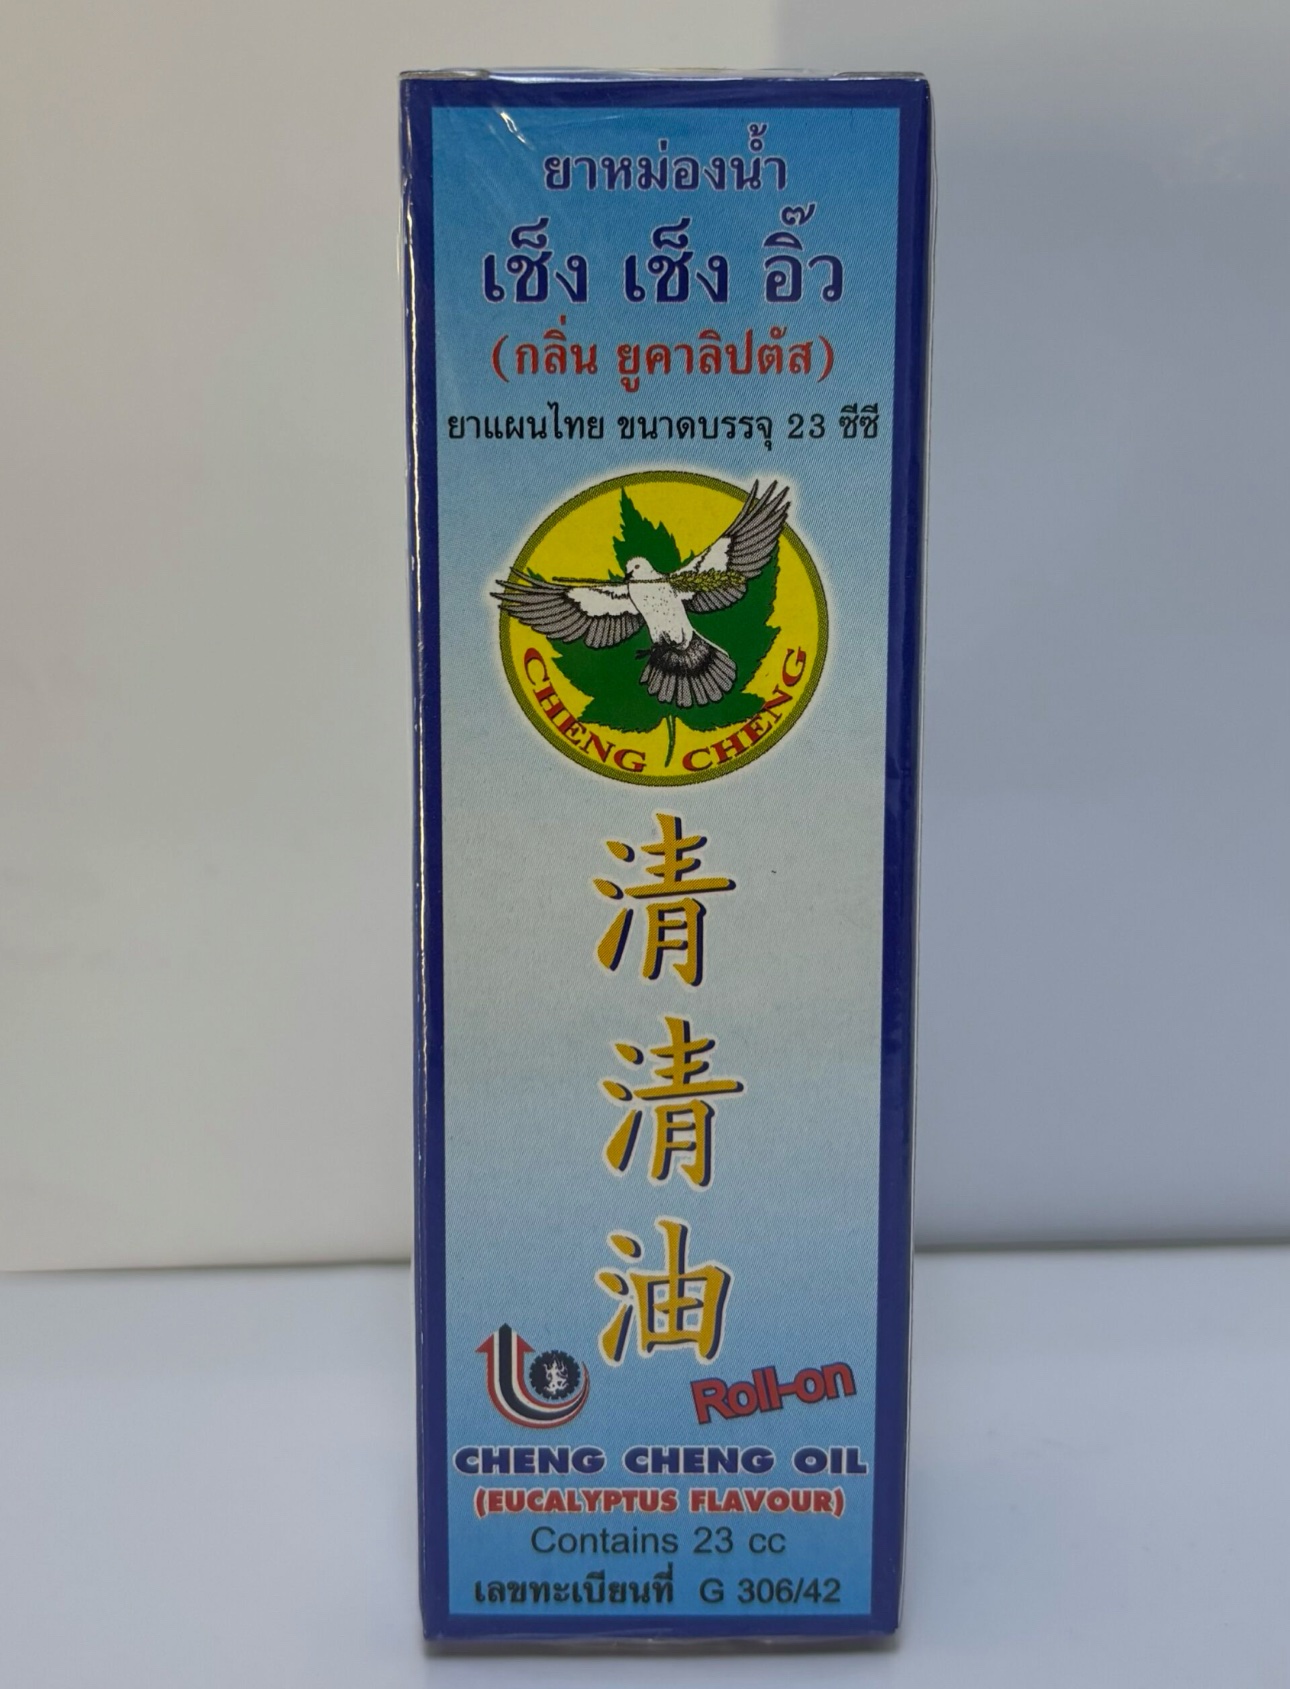 ยาหม่องน้ำ
เช็ง เช็ง อิ๊ว
(กลิ่น ยูคาลิปตัส)
ยาแผนไทย ขนาดบรรจุ 23 ซีซี
CHENG CHENG
清
清
油
Roll-on
CHENG CHENG OIL
(EUCALYPTUS FLAVOUR)
Contains 23 cc
เลขทะเบียนที่ G 306/42